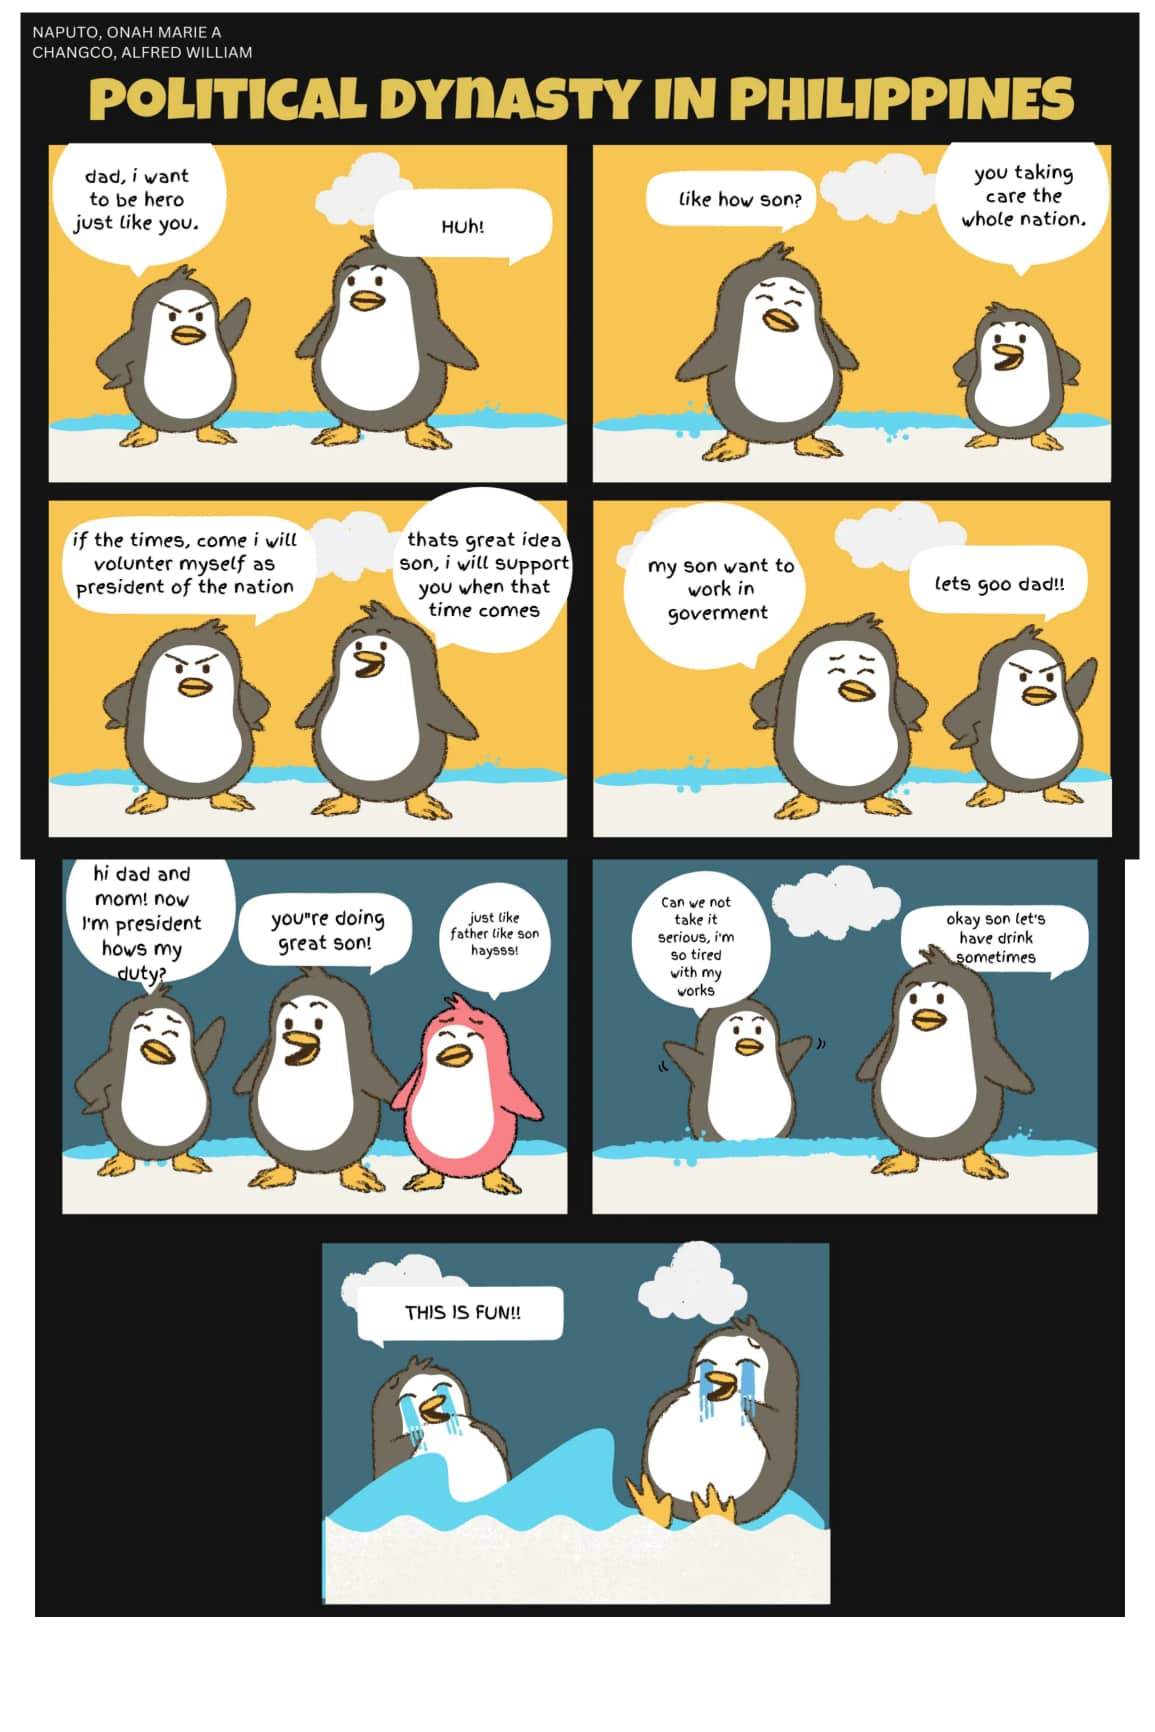 NAPUTO, ONAH MARIE A
CHANGCO, ALFRED WILLIAM
POLITICAL DYNASTY IN PHILIPPINES
dad, i want
to be hero
just like you.
HUh!
like how son?
you taking
care the
whole nation.
if the times, come i will
volunter myself as
president of the nation
thats great idea
son, i will support
you when that
time comes
my son want to
work in
goverment
lets goo dad!!
hi dad and
mom! now
I'm president
hows my
duty?
you"re doing
great son!
just like
father like son
haysss!
Can we not
take it
serious, i'm
so tired
with my
works
okay son let's
have drink
sometimes
THIS IS FUN!!